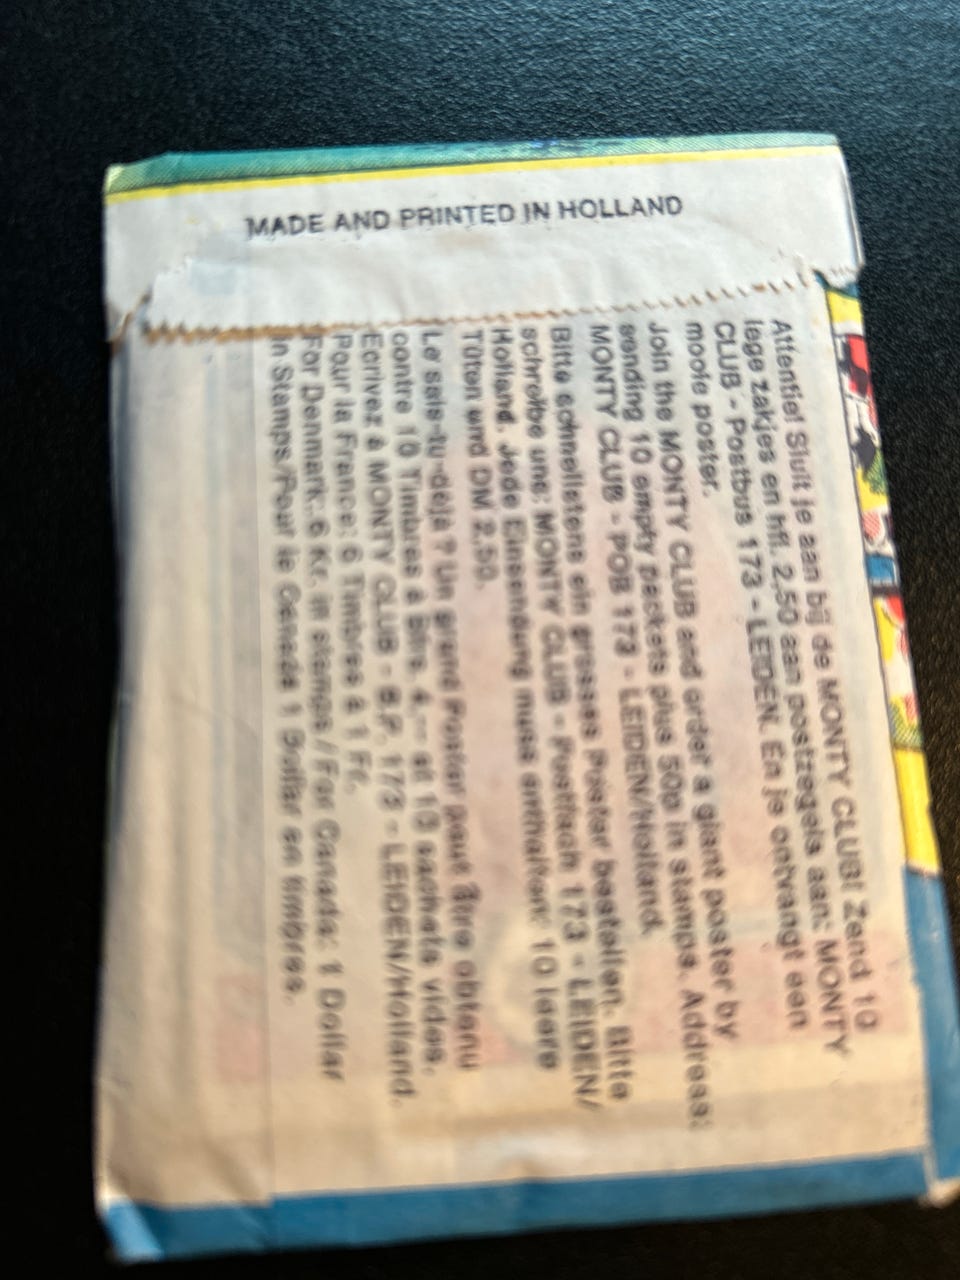 MADE AND PRINTED IN HOLLAND
Attentie! Sluit je aan bij de MONTY CLUB! Zend 10
lege zakjes en hfl. 2,50 aan postzegels aan: MONTY
CLUB - Postbus 173 - LEIDEN. En je ontvangt een
mooie poster.
Join the MONTY CLUB and order a giant poster by
sending 10 empty packets plus 50p in stamps. Address:
MONTY CLUB - POB 173 - LEIDEN/Holland.
Bitte schnellstens ein grosses Poster bestellen. Bitte
schreibe uns: MONTY CLUB - Postfach 173 - LEIDEN/
Holland. Jede Einsendung muss enthalten: 10 leere
Tüten und DM 2.50.
Le sais-tu-déjà? Un grand Poster peut être obtenu
contre 10 Timbres à Bfrs. 4,— et 10 sachets vides.
Ecrivez à MONTY CLUB - B.P. 173 - LEIDEN/Holland.
Pour la France: 6 Timbres à 1 Fr.
For Denmark: 6 Kr. in stamps/For Canada: 1 Dollar
in Stamps/Pour le Canada 1 Dollar en timbres.